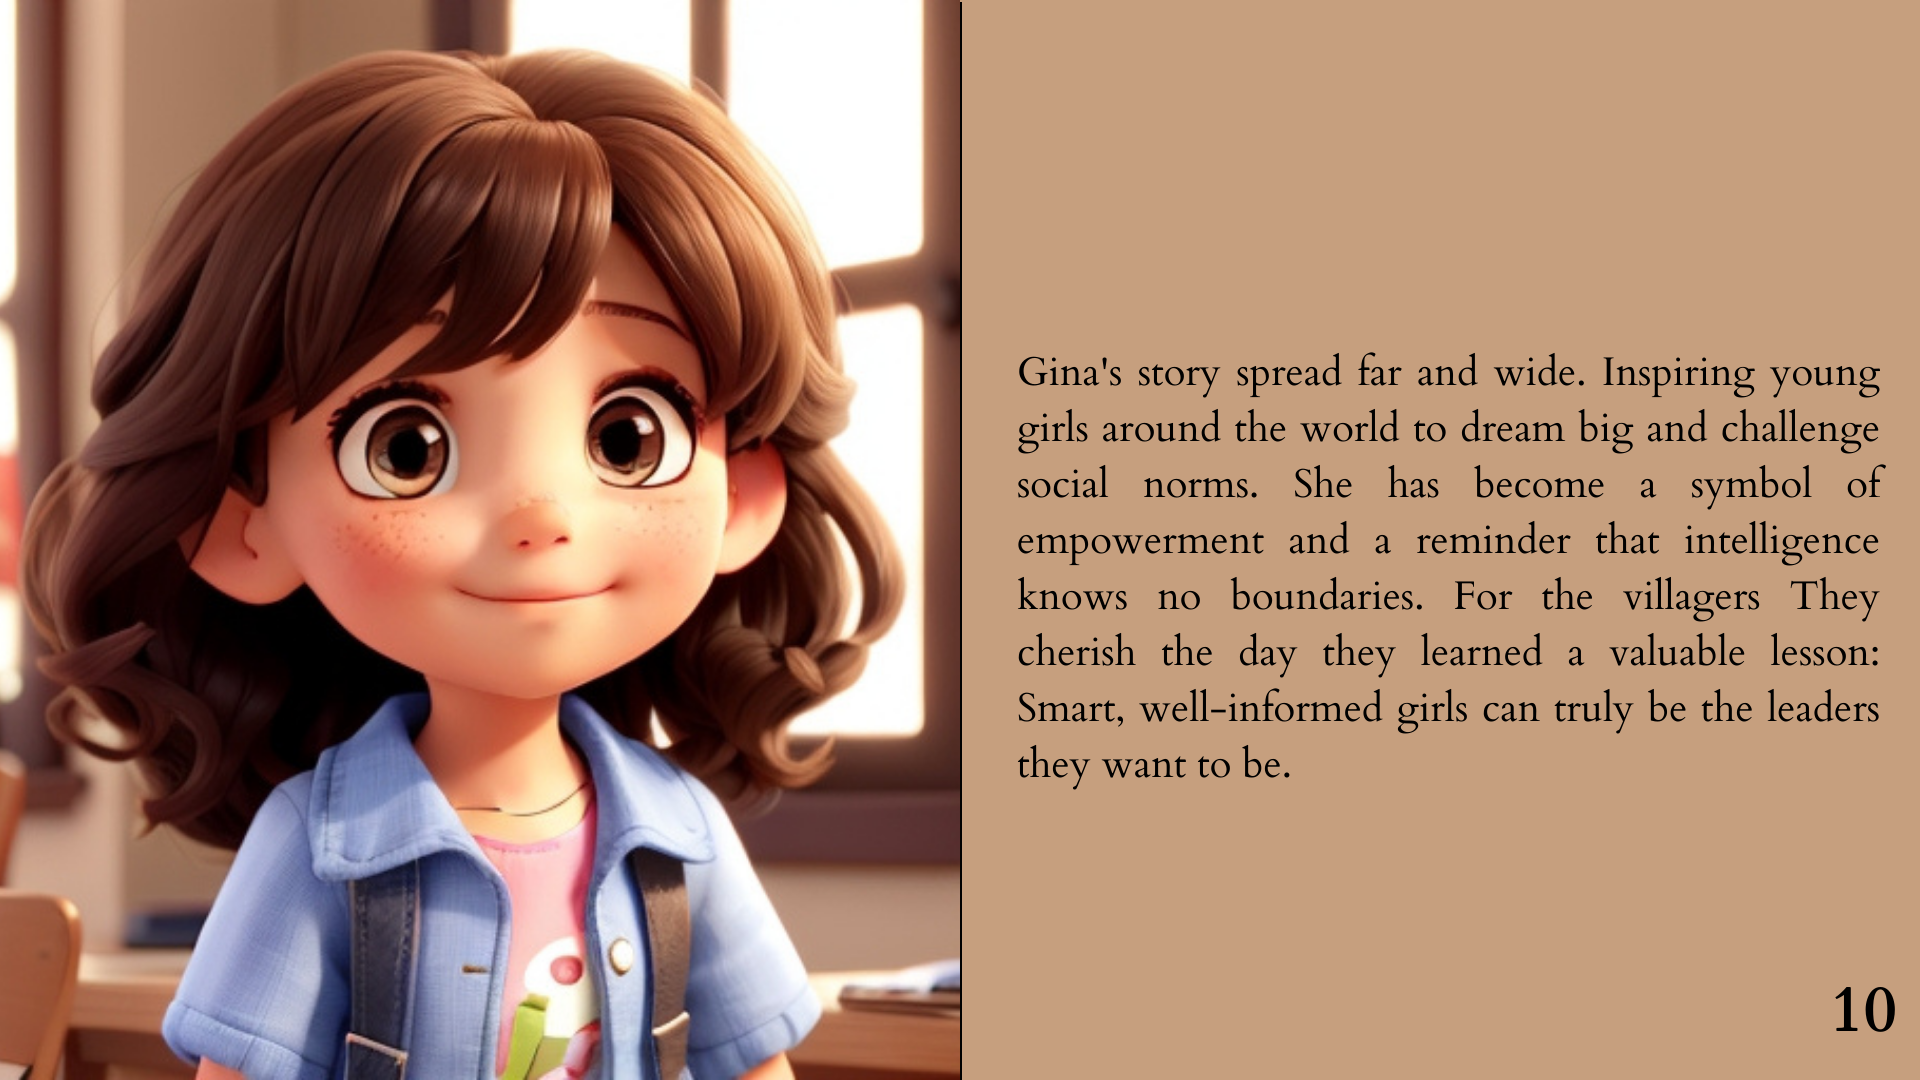 Gina's story spread far and wide. Inspiring young
girls around the world to dream big and challenge
social norms. She has become a symbol of
empowerment and a reminder that intelligence
knows no boundaries. For the villagers They
cherish the day they learned a valuable lesson:
Smart, well-informed girls can truly be the leaders
they want to be.
10